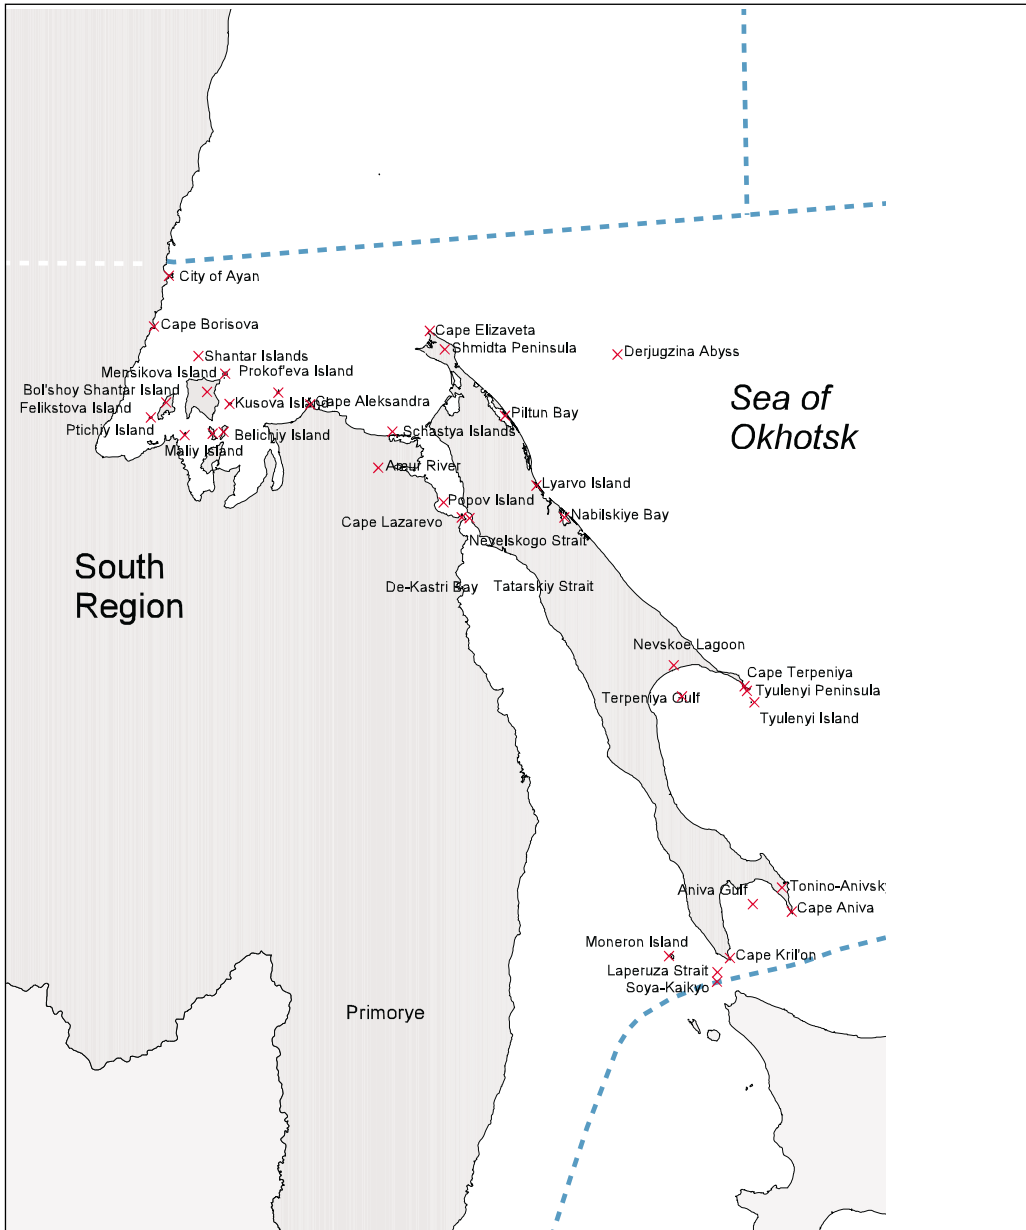 City of Ayan
Cape Borisova
Cape Elizaveta
Shmidta Peninsula
Derjugzina Abyss
Shantar Islands
Mensikova Island
Prokof'eva Island
Bol'shoy Shantar Island
Sea of
Okhotsk
Felikstova Island
Kusova Island
Cape Aleksandra
Piltun Bay
Ptichiy Island
Belichiy Island
Schastya Islands
Maliy Island
Amur River
Lyarvo Island
Popov Island
Nabilskiye Bay
Cape Lazarevo
Nevelskogo Strait
South
Region
De-Kastri Bay
Tatarskiy Strait
Nevskoe Lagoon
Cape Terpeniya
Tyulenyi Peninsula
Terpeniya Gulf
Tyulenyi Island
Aniva Gulf
Tonino-Anivsky
Cape Aniva
Moneron Island
Cape Kril'on
Laperuza Strait
Soya-Kaikyo
Primorye